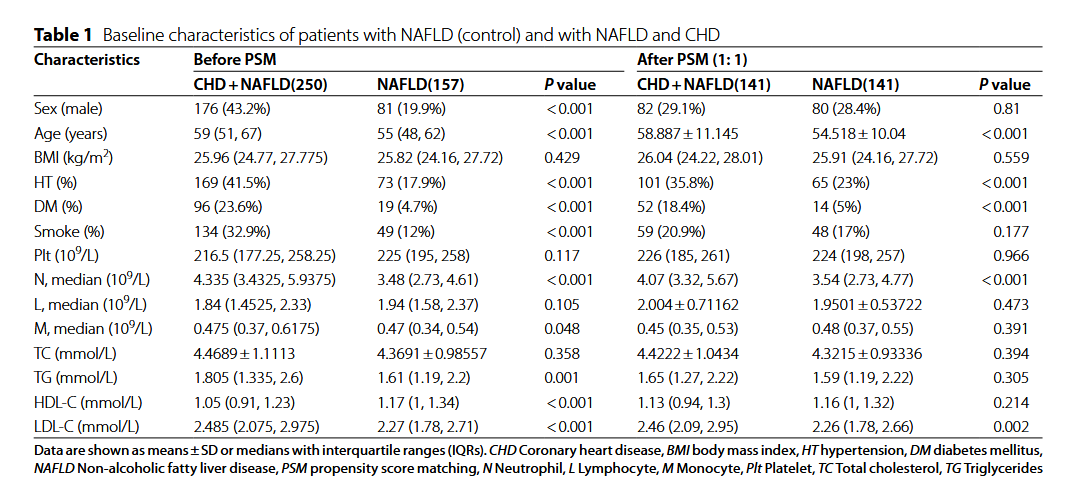 Table 1 Baseline characteristics of patients with NAFLD (control) and with NAFLD and CHD
Characteristics Before PSM After PSM (1: 1)
CHD + NAFLD(250) NAFLD(157) P value CHD + NAFLD(141) NAFLD(141) P value
Sex (male) 176 (43.2%) 81 (19.9%) < 0.001 82 (29.1%) 80 (28.4%) 0.81
Age (years) 59 (51, 67) 55 (48, 62) < 0.001 58.887 ± 11.145 54.518 ± 10.04 < 0.001
BMI (kg/m²) 25.96 (24.77, 27.775) 25.82 (24.16, 27.72) 0.429 26.04 (24.22, 28.01) 25.91 (24.16, 27.72) 0.559
HT (%) 169 (41.5%) 73 (17.9%) < 0.001 101 (35.8%) 65 (23%) < 0.001
DM (%) 96 (23.6%) 19 (4.7%) < 0.001 52 (18.4%) 14 (5%) < 0.001
Smoke (%) 134 (32.9%) 49 (12%) < 0.001 59 (20.9%) 48 (17%) 0.177
Plt (10⁹/L) 216.5 (177.25, 258.25) 225 (195, 258) 0.117 226 (185, 261) 224 (198, 257) 0.966
N, median (10⁹/L) 4.335 (3.4325, 5.9375) 3.48 (2.73, 4.61) < 0.001 4.07 (3.32, 5.67) 3.54 (2.73, 4.77) < 0.001
L, median (10⁹/L) 1.84 (1.4525, 2.33) 1.94 (1.58, 2.37) 0.105 2.004 ± 0.71162 1.9501 ± 0.53722 0.473
M, median (10⁹/L) 0.475 (0.37, 0.6175) 0.47 (0.34, 0.54) 0.048 0.45 (0.35, 0.53) 0.48 (0.37, 0.55) 0.391
TC (mmol/L) 4.4689 ± 1.1113 4.3691 ± 0.98557 0.358 4.4222 ± 1.0434 4.3215 ± 0.93336 0.394
TG (mmol/L) 1.805 (1.335, 2.6) 1.61 (1.19, 2.2) 0.001 1.65 (1.27, 2.22) 1.59 (1.19, 2.22) 0.305
HDL-C (mmol/L) 1.05 (0.91, 1.23) 1.17 (1, 1.34) < 0.001 1.13 (0.94, 1.3) 1.16 (1, 1.32) 0.214
LDL-C (mmol/L) 2.485 (2.075, 2.975) 2.27 (1.78, 2.71) < 0.001 2.46 (2.09, 2.95) 2.26 (1.78, 2.66) 0.002
Data are shown as means ± SD or medians with interquartile ranges (IQRs). CHD Coronary heart disease, BMI body mass index, HT hypertension, DM diabetes mellitus,
NAFLD Non-alcoholic fatty liver disease, PSM propensity score matching, N Neutrophil, L Lymphocyte, M Monocyte, Plt Platelet, TC Total cholesterol, TG Triglycerides